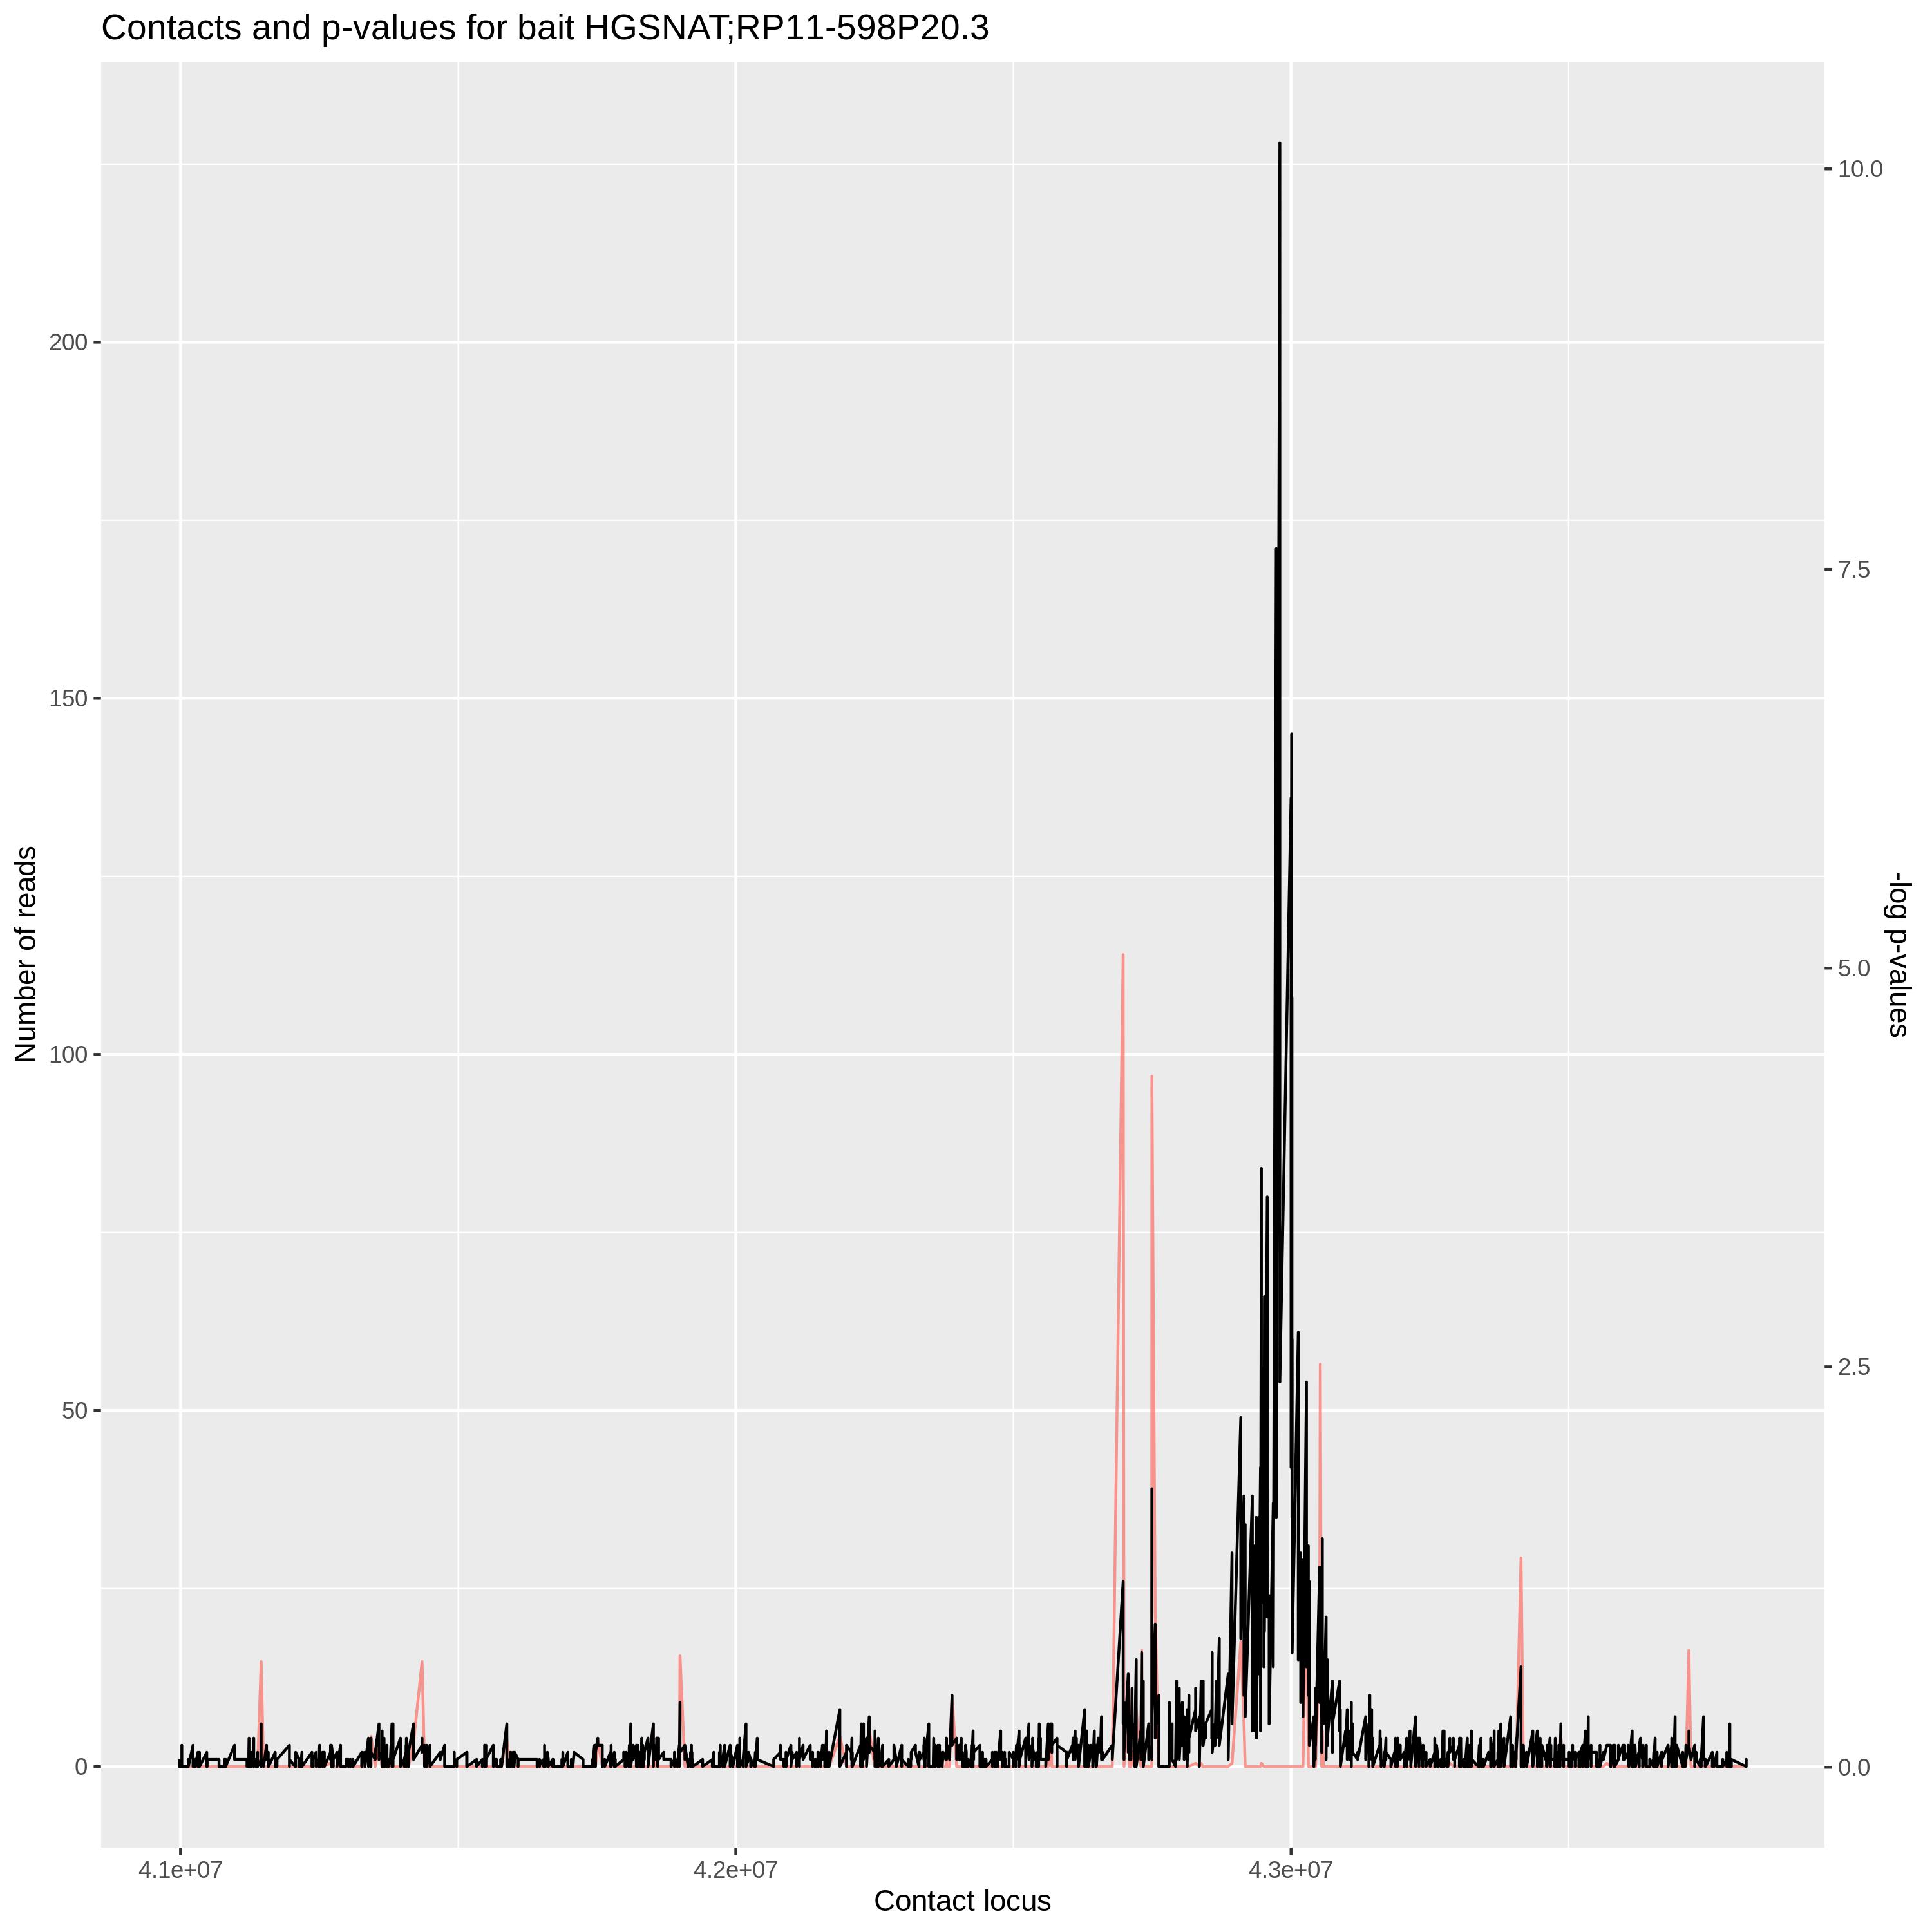 Contacts and p-values for bait HGSNAT;RP11-598P20.3
Number of reads
200
150
100
50
0
10.0
7.5
5.0
2.5
0.0
-log p-values
4.1e+07
4.2e+07
4.3e+07
Contact locus